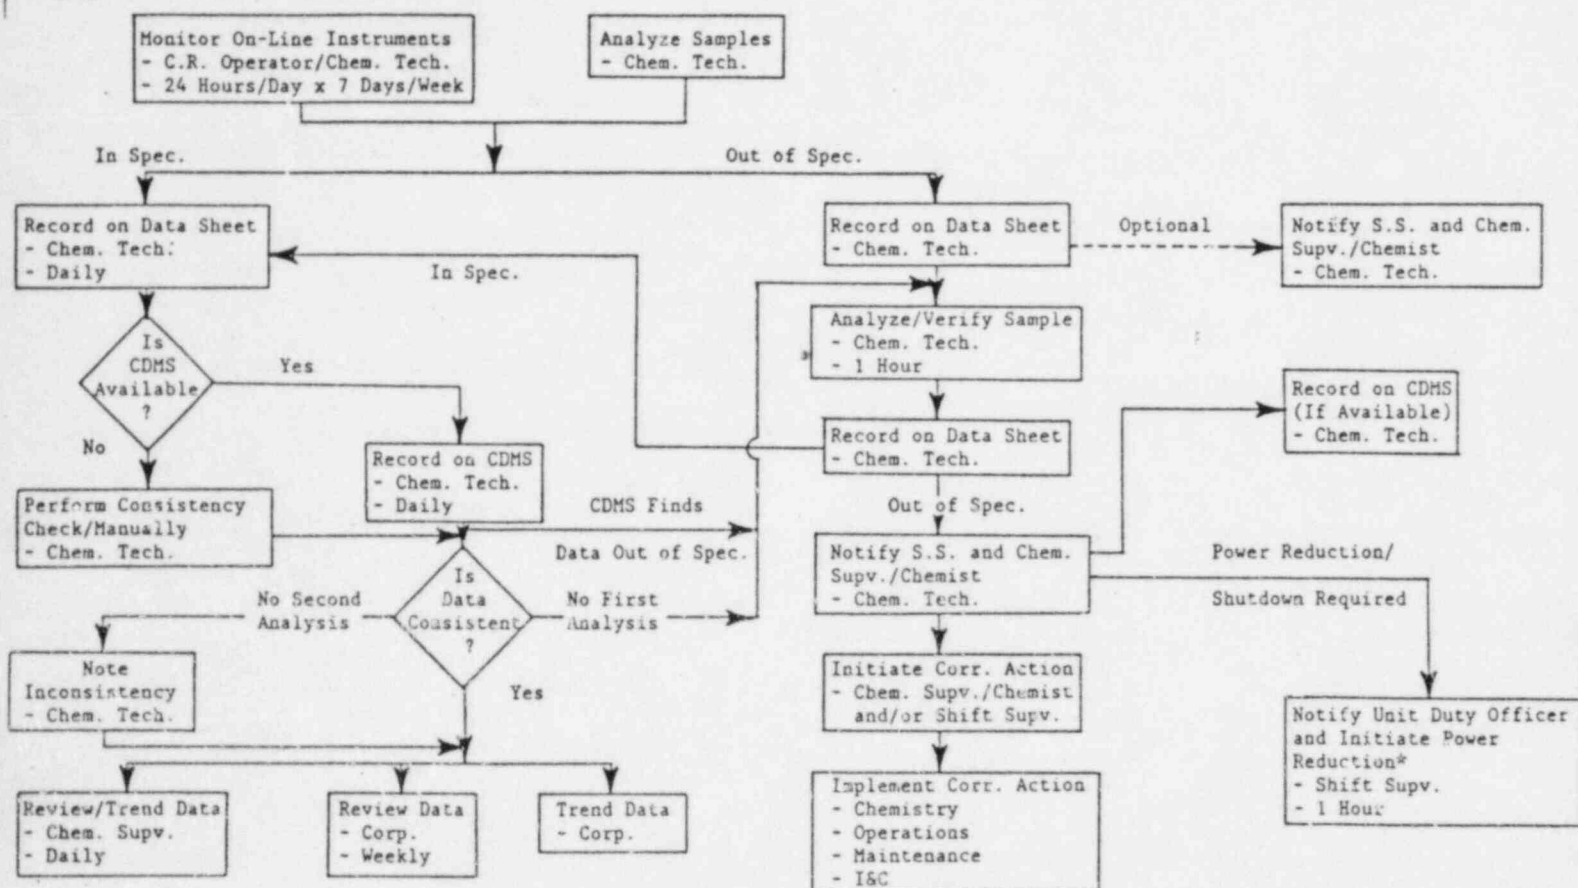 Monitor On-Line Instruments
- C.R. Operator/Chem. Tech.
- 24 Hours/Day x 7 Days/Week
Analyze Samples
- Chem. Tech.
In Spec.
Out of Spec.
Record on Data Sheet
- Chem. Tech.
- Daily
Record on Data Sheet
- Chem. Tech.
Optional
Notify S.S. and Chem.
Supv./Chemist
- Chem. Tech.
In Spec.
Analyze/Verify Sample
- Chem. Tech.
- 1 Hour
Is
CDMS
Available
?
Yes
No
Record on CDMS
(If Available)
- Chem. Tech.
Record on Data Sheet
- Chem. Tech.
Record on CDMS
- Chem. Tech.
- Daily
Perform Consistency
Check/Manually
- Chem. Tech.
CDMS Finds
Data Out of Spec.
Out of Spec.
Notify S.S. and Chem.
Supv./Chemist
- Chem. Tech.
Power Reduction/
Shutdown Required
Is
Data
Consistent
?
No Second
Analysis
No First
Analysis
Yes
Note
Inconsistency
- Chem. Tech.
Initiate Corr. Action
- Chem. Supv./Chemist
and/or Shift Supv.
Notify Unit Duty Officer
and Initiate Power
Reduction*
- Shift Supv.
- 1 Hour
Review/Trend Data
- Chem. Supv.
- Daily
Review Data
- Corp.
- Weekly
Trend Data
- Corp.
Implement Corr. Action
- Chemistry
- Operations
- Maintenance
- I&C